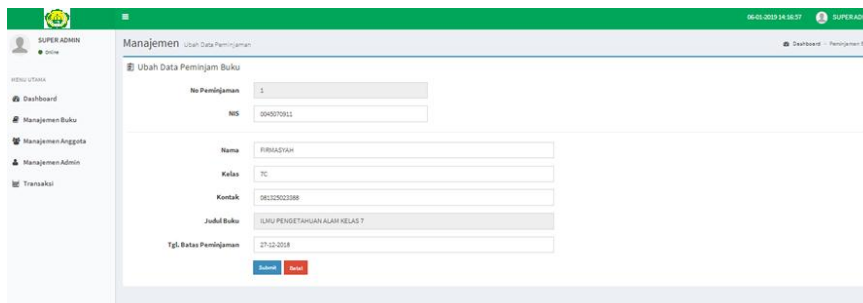 06-01-2019 14:16:57 SUPER AD
SUPER ADMIN
Online
MENU UTAMA
Dashboard
Manajemen Buku
Manajemen Anggota
Manajemen Admin
Transaksi
Manajemen Ubah Data Peminjaman
Dashboard Peminjaman B
Ubah Data Peminjam Buku
No Peminjaman 1
NIS 0045070911
Nama FIRMASYAH
Kelas 7C
Kontak 081325023388
Judul Buku ILMU PENGETAHUAN ALAM KELAS 7
Tgl. Batas Peminjaman 27-12-2018
Submit Batal